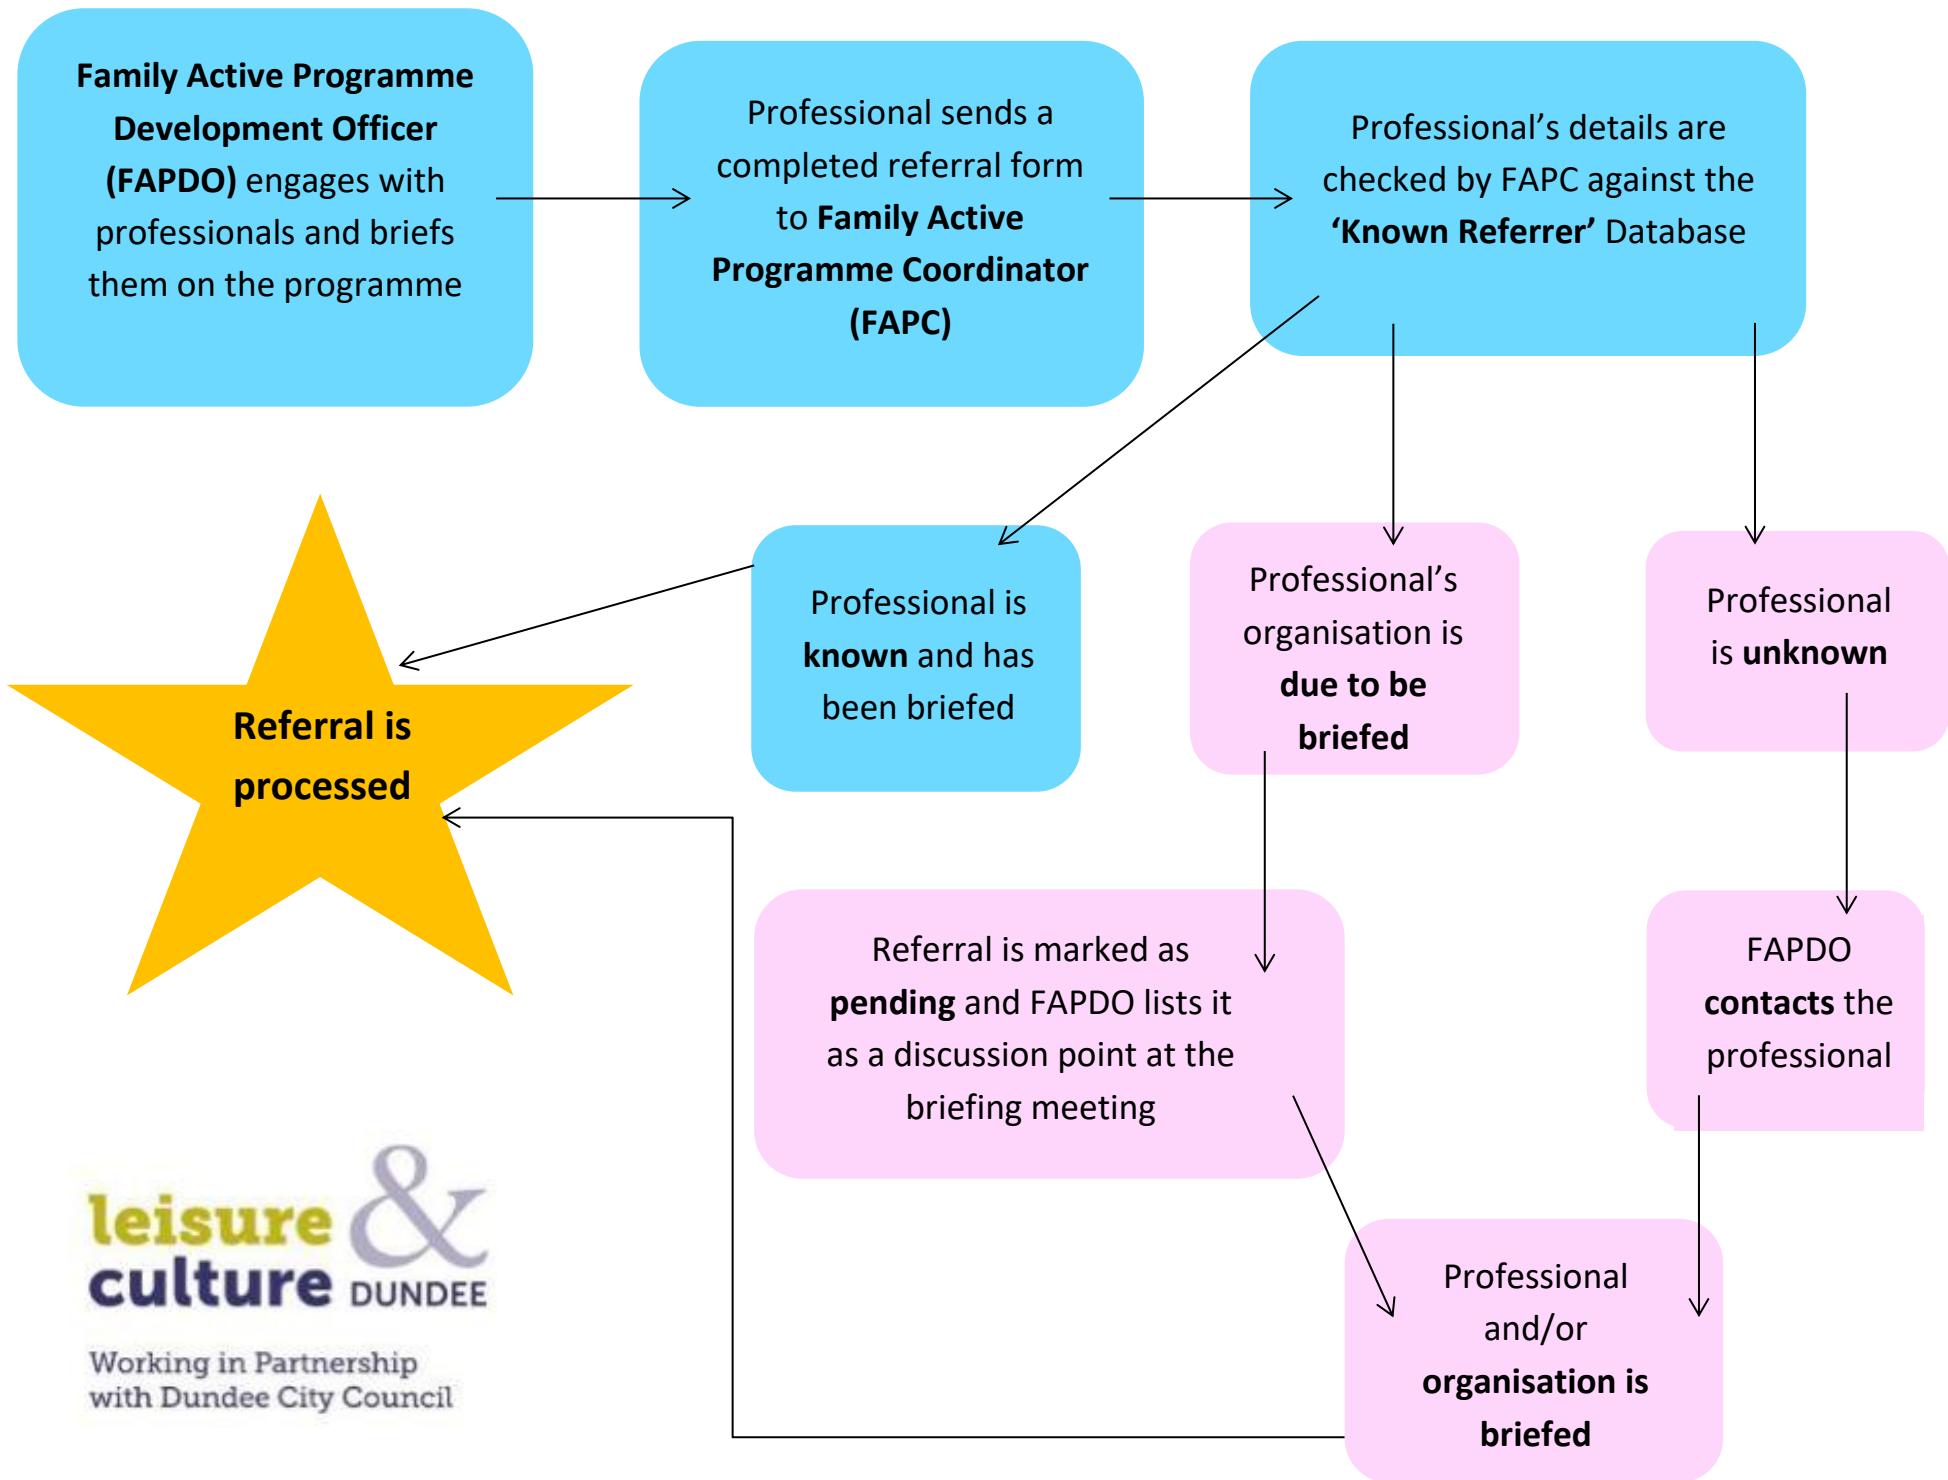 Family Active Programme
Development Officer
(FAPDO) engages with
professionals and briefs
them on the programme
Professional sends a
completed referral form
to Family Active
Programme Coordinator
(FAPC)
Professional’s details are
checked by FAPC against the
‘Known Referrer’ Database
Professional is
known and has
been briefed
Professional’s
organisation is
due to be
briefed
Professional
is unknown
Referral is
processed
Referral is marked as
pending and FAPDO lists it
as a discussion point at the
briefing meeting
FAPDO
contacts the
professional
Professional
and/or
organisation is
briefed
leisure &
culture DUNDEE
Working in Partnership
with Dundee City Council